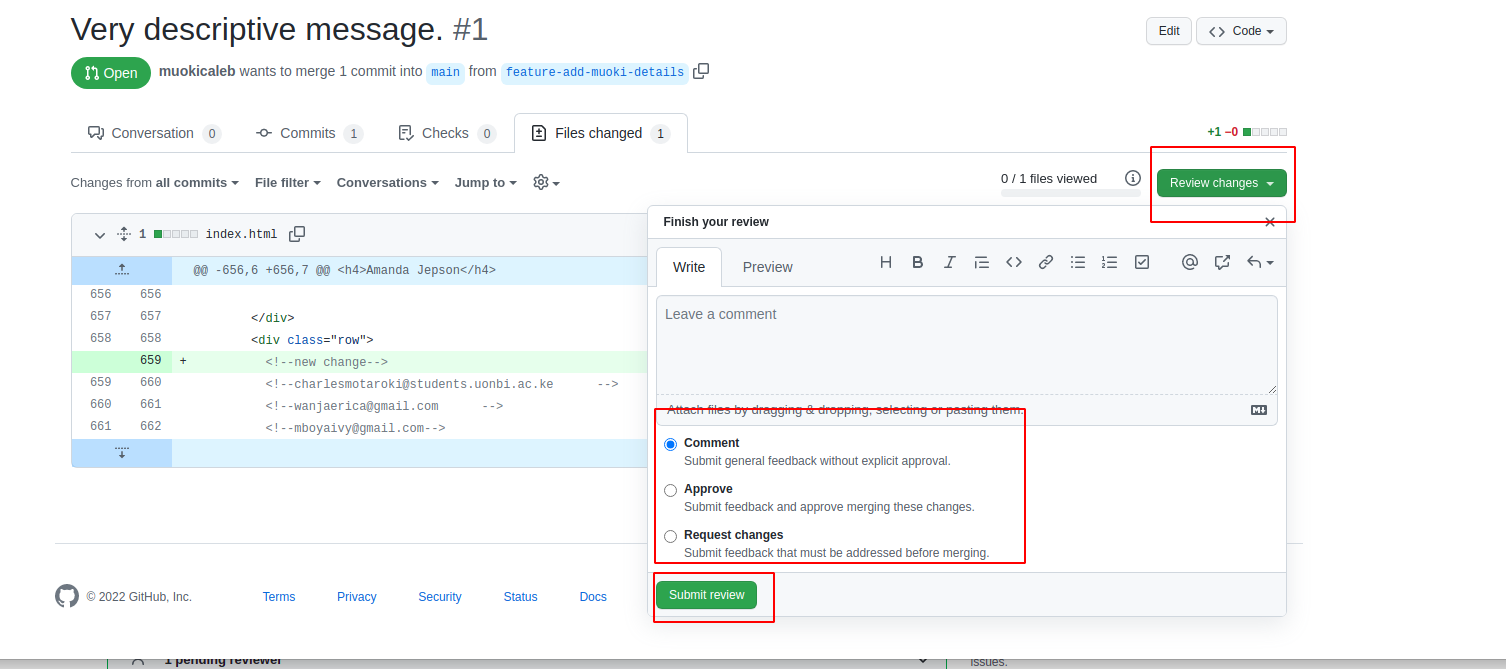 Very descriptive message. #1
Edit
Code
Open
muokicaleb wants to merge 1 commit into main from feature-add-muoki-details
Conversation 0
Commits 1
Checks 0
Files changed 1
+1 −0
Changes from all commits
File filter
Conversations
Jump to
0 / 1 files viewed
Review changes
1 index.html
@@ -656,6 +656,7 @@ <h4>Amanda Jepson</h4>
656 656
657 657 </div>
658 658 <div class="row">
659 + <!--new change-->
659 660 <!--charlesmotaroki@students.uonbi.ac.ke      -->
660 661 <!--wanjaerica@gmail.com      -->
661 662 <!--mboyaivy@gmail.com-->
Finish your review
Write
Preview
Leave a comment
Attach files by dragging & dropping, selecting or pasting them.
Comment
Submit general feedback without explicit approval.
Approve
Submit feedback and approve merging these changes.
Request changes
Submit feedback that must be addressed before merging.
Submit review
© 2022 GitHub, Inc.
Terms
Privacy
Security
Status
Docs
1 pending reviewer
issues.